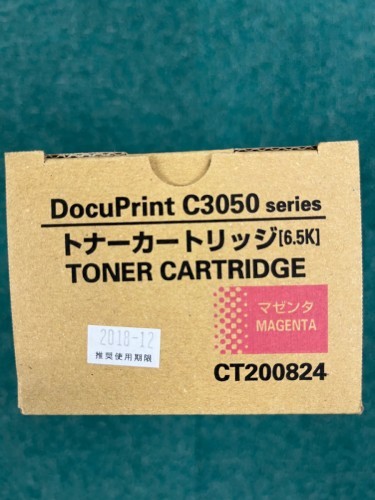 DocuPrint C3050 series
トナーカートリッジ[6.5K]
TONER CARTRIDGE
マゼンタ
MAGENTA
2018-12
推奨使用期限
CT200824